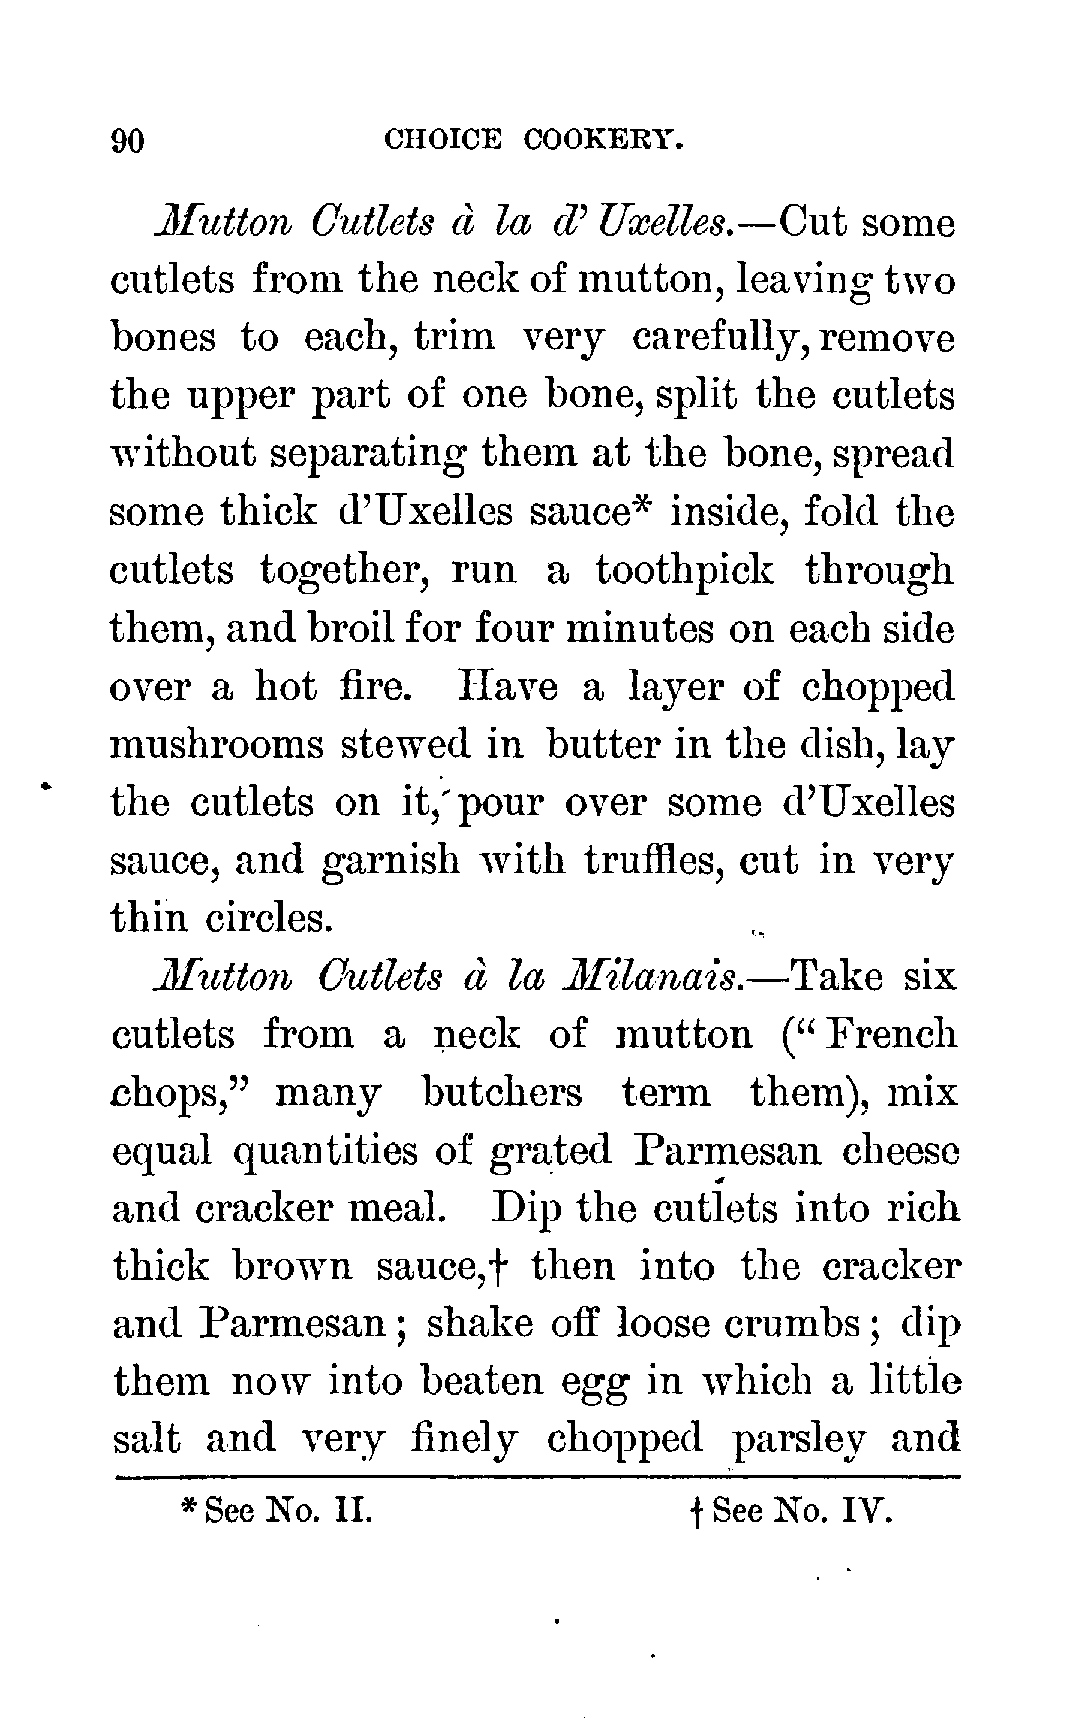 90 CHOICE COOKERY.
Mutton Cutlets à la d'Uxelles.—Cut some
cutlets from the neck of mutton, leaving two
bones to each, trim very carefully, remove
the upper part of one bone, split the cutlets
without separating them at the bone, spread
some thick d'Uxelles sauce* inside, fold the
cutlets together, run a toothpick through
them, and broil for four minutes on each side
over a hot fire. Have a layer of chopped
mushrooms stewed in butter in the dish, lay
the cutlets on it, pour over some d'Uxelles
sauce, and garnish with truffles, cut in very
thin circles.
Mutton Cutlets à la Milanais.—Take six
cutlets from a neck of mutton ("French
chops," many butchers term them), mix
equal quantities of grated Parmesan cheese
and cracker meal. Dip the cutlets into rich
thick brown sauce,† then into the cracker
and Parmesan; shake off loose crumbs; dip
them now into beaten egg in which a little
salt and very finely chopped parsley and
* See No. II. † See No. IV.